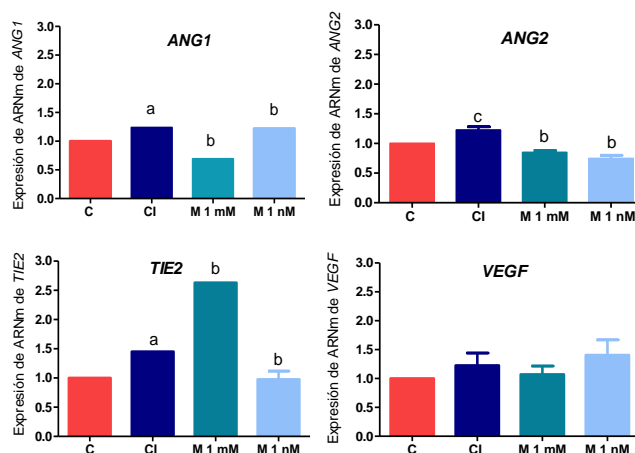 ANG1
Expresión de ARNm de ANG1
3.0
2.5
2.0
1.5
1.0
0.5
0.0
a
b
b
C
CI
M 1 mM
M 1 nM
ANG2
Expresión de ARNm de ANG2
3.0
2.5
2.0
1.5
1.0
0.5
0.0
c
b
b
C
CI
M 1 mM
M 1 nM
TIE2
Expresión de ARNm de TIE2
3.0
2.5
2.0
1.5
1.0
0.5
0.0
a
b
b
C
CI
M 1 mM
M 1 nM
VEGF
Expresión de ARNm de VEGF
3.0
2.5
2.0
1.5
1.0
0.5
0.0
C
CI
M 1 mM
M 1 nM